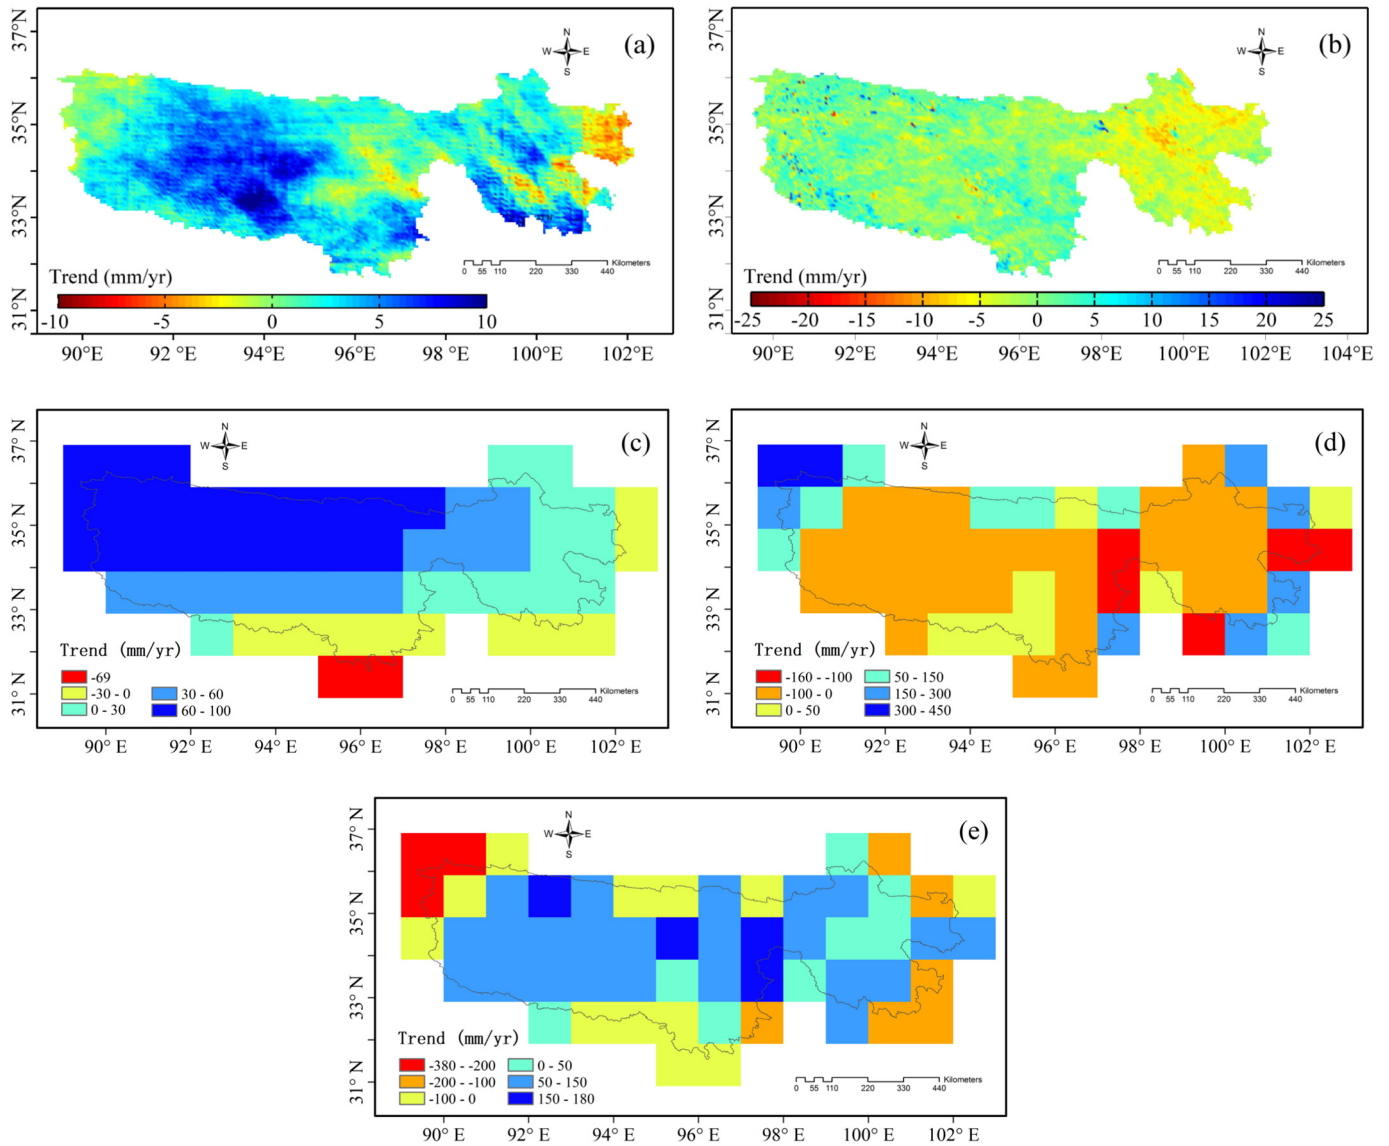 37°N
35°N
33°N
31°N
N
W E
S
(a)
Trend (mm/yr)
-10 -5 0 5 10
0 55 110 220 330 440 Kilometers
90°E 92°E 94°E 96°E 98°E 100°E 102°E
37°N
35°N
33°N
31°N
N
W E
S
(b)
Trend (mm/yr)
-25 -20 -15 -10 -5 0 5 10 15 20 25
0 55 110 220 330 440 Kilometers
90°E 92°E 94°E 96°E 98°E 100°E 102°E 104°E
37° N
35° N
33° N
31° N
N
W E
S
(c)
Trend (mm/yr)
-69
-30 - 0 30 - 60
0 - 30 60 - 100
0 55 110 220 330 440 Kilometers
90° E 92° E 94° E 96° E 98° E 100° E 102° E
37° N
35° N
33° N
31° N
N
W E
S
(d)
Trend (mm/yr)
-160 - -100 50 - 150
-100 - 0 150 - 300
0 - 50 300 - 450
0 55 110 220 330 440 Kilometers
90° E 92° E 94° E 96° E 98° E 100° E 102° E
37° N
35° N
33° N
31° N
N
W E
S
(e)
Trend (mm/yr)
-380 - -200 0 - 50
-200 - -100 50 - 150
-100 - 0 150 - 180
0 55 110 220 330 440 Kilometers
90° E 92° E 94° E 96° E 98° E 100° E 102° E